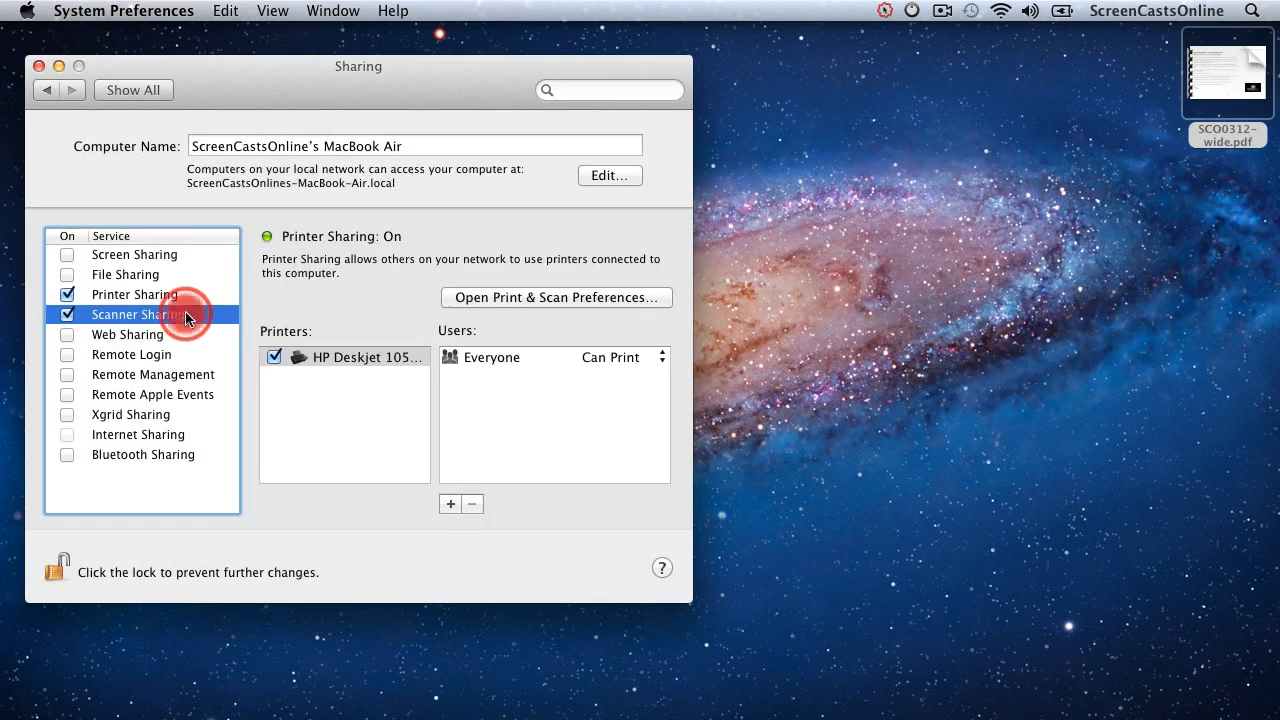 System Preferences Edit View Window Help ScreenCastsOnline
Sharing
Show All
Computer Name: ScreenCastsOnline's MacBook Air
Computers on your local network can access your computer at:
ScreenCastsOnlines-MacBook-Air.local
Edit...
On Service
Screen Sharing
File Sharing
Printer Sharing
Scanner Sharing
Web Sharing
Remote Login
Remote Management
Remote Apple Events
Xgrid Sharing
Internet Sharing
Bluetooth Sharing
Printer Sharing: On
Printer Sharing allows others on your network to use printers connected to
this computer.
Open Print & Scan Preferences...
Printers:
HP Deskjet 105...
Users:
Everyone Can Print
Click the lock to prevent further changes.
?
SCO0312-
wide.pdf